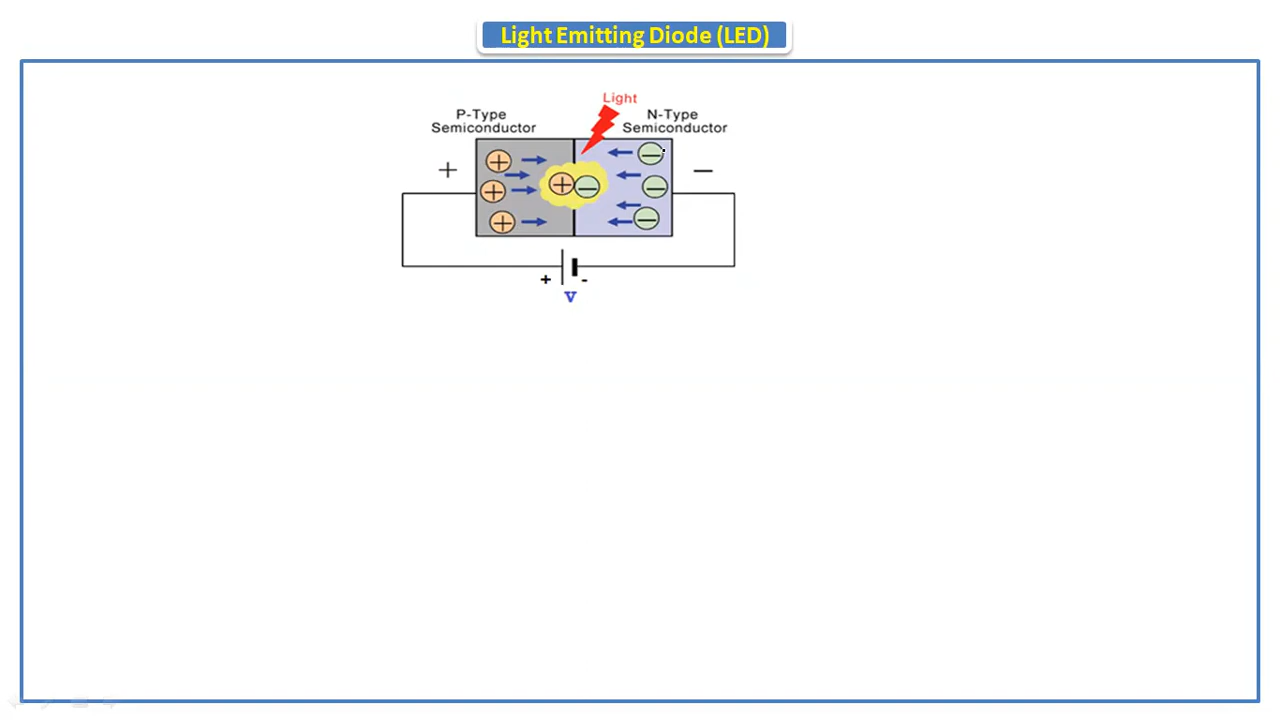 Light Emitting Diode (LED)
Light
P-Type
Semiconductor
N-Type
Semiconductor
+
−
+
+
+
+
−
−
−
−
+
-
V